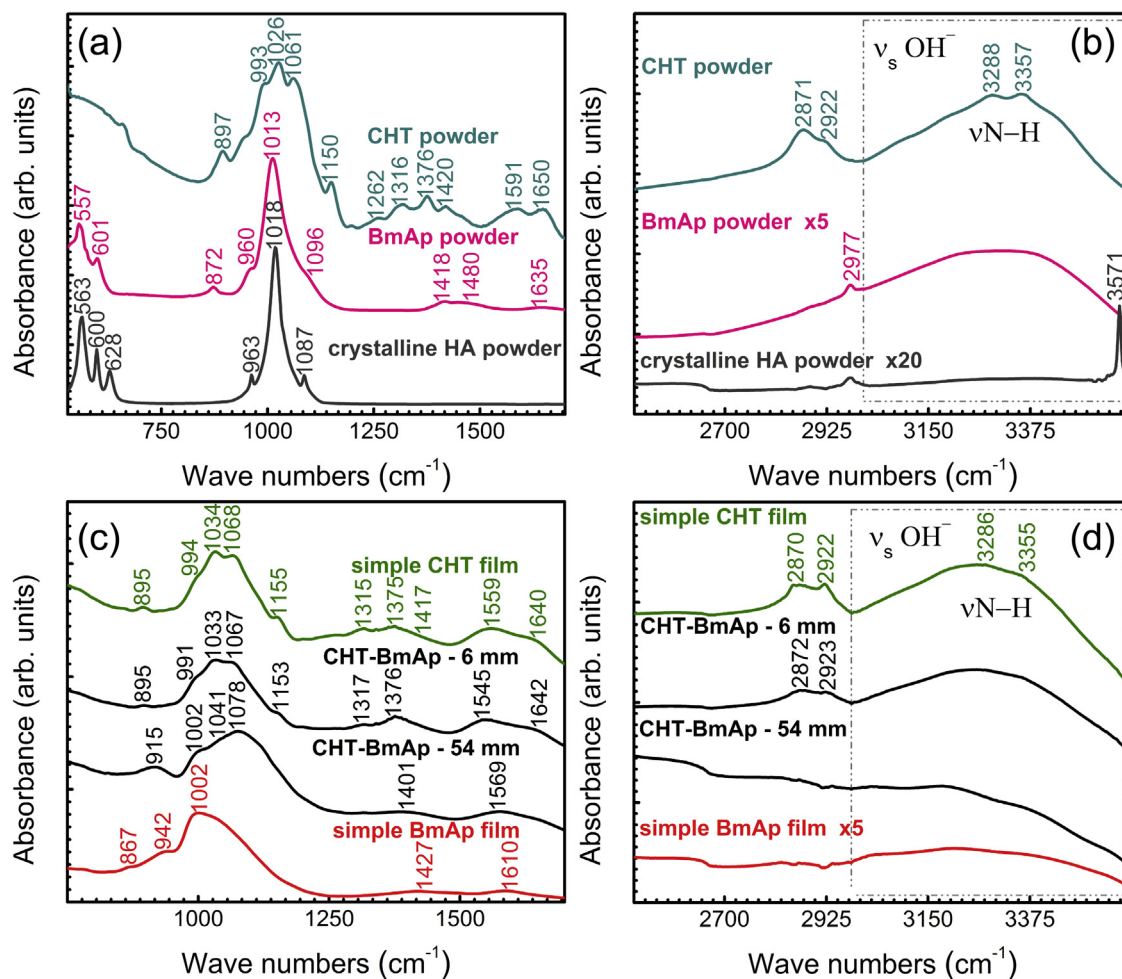 (a)
Absorbance (arb. units)
993
1026
1061
897
1150
CHT powder
1262
1316
1376
1420
1591
1650
1013
557
601
872
960
1096
BmAp powder
1418
1480
1635
1018
563
600
628
963
1087
crystalline HA powder
750 1000 1250 1500
Wave numbers (cm⁻¹)
(b)
Absorbance (arb. units)
νs OH⁻
CHT powder
2871
2922
3288
3357
νN–H
BmAp powder x5
2977
3571
crystalline HA powder x20
2700 2925 3150 3375
Wave numbers (cm⁻¹)
(c)
Absorbance (arb. units)
895
994
1034
1068
1155
simple CHT film
1315
1375
1417
1559
1640
895
991
1033
1067
1153
CHT-BmAp - 6 mm
1317
1376
1545
1642
915
1002
1041
1078
CHT-BmAp - 54 mm
1401
1569
867
942
1002
simple BmAp film
1427
1610
1000 1250 1500
Wave numbers (cm⁻¹)
(d)
Absorbance (arb. units)
simple CHT film
νs OH⁻
2870
2922
3286
3355
νN–H
CHT-BmAp - 6 mm
2872
2923
CHT-BmAp - 54 mm
simple BmAp film x5
2700 2925 3150 3375
Wave numbers (cm⁻¹)